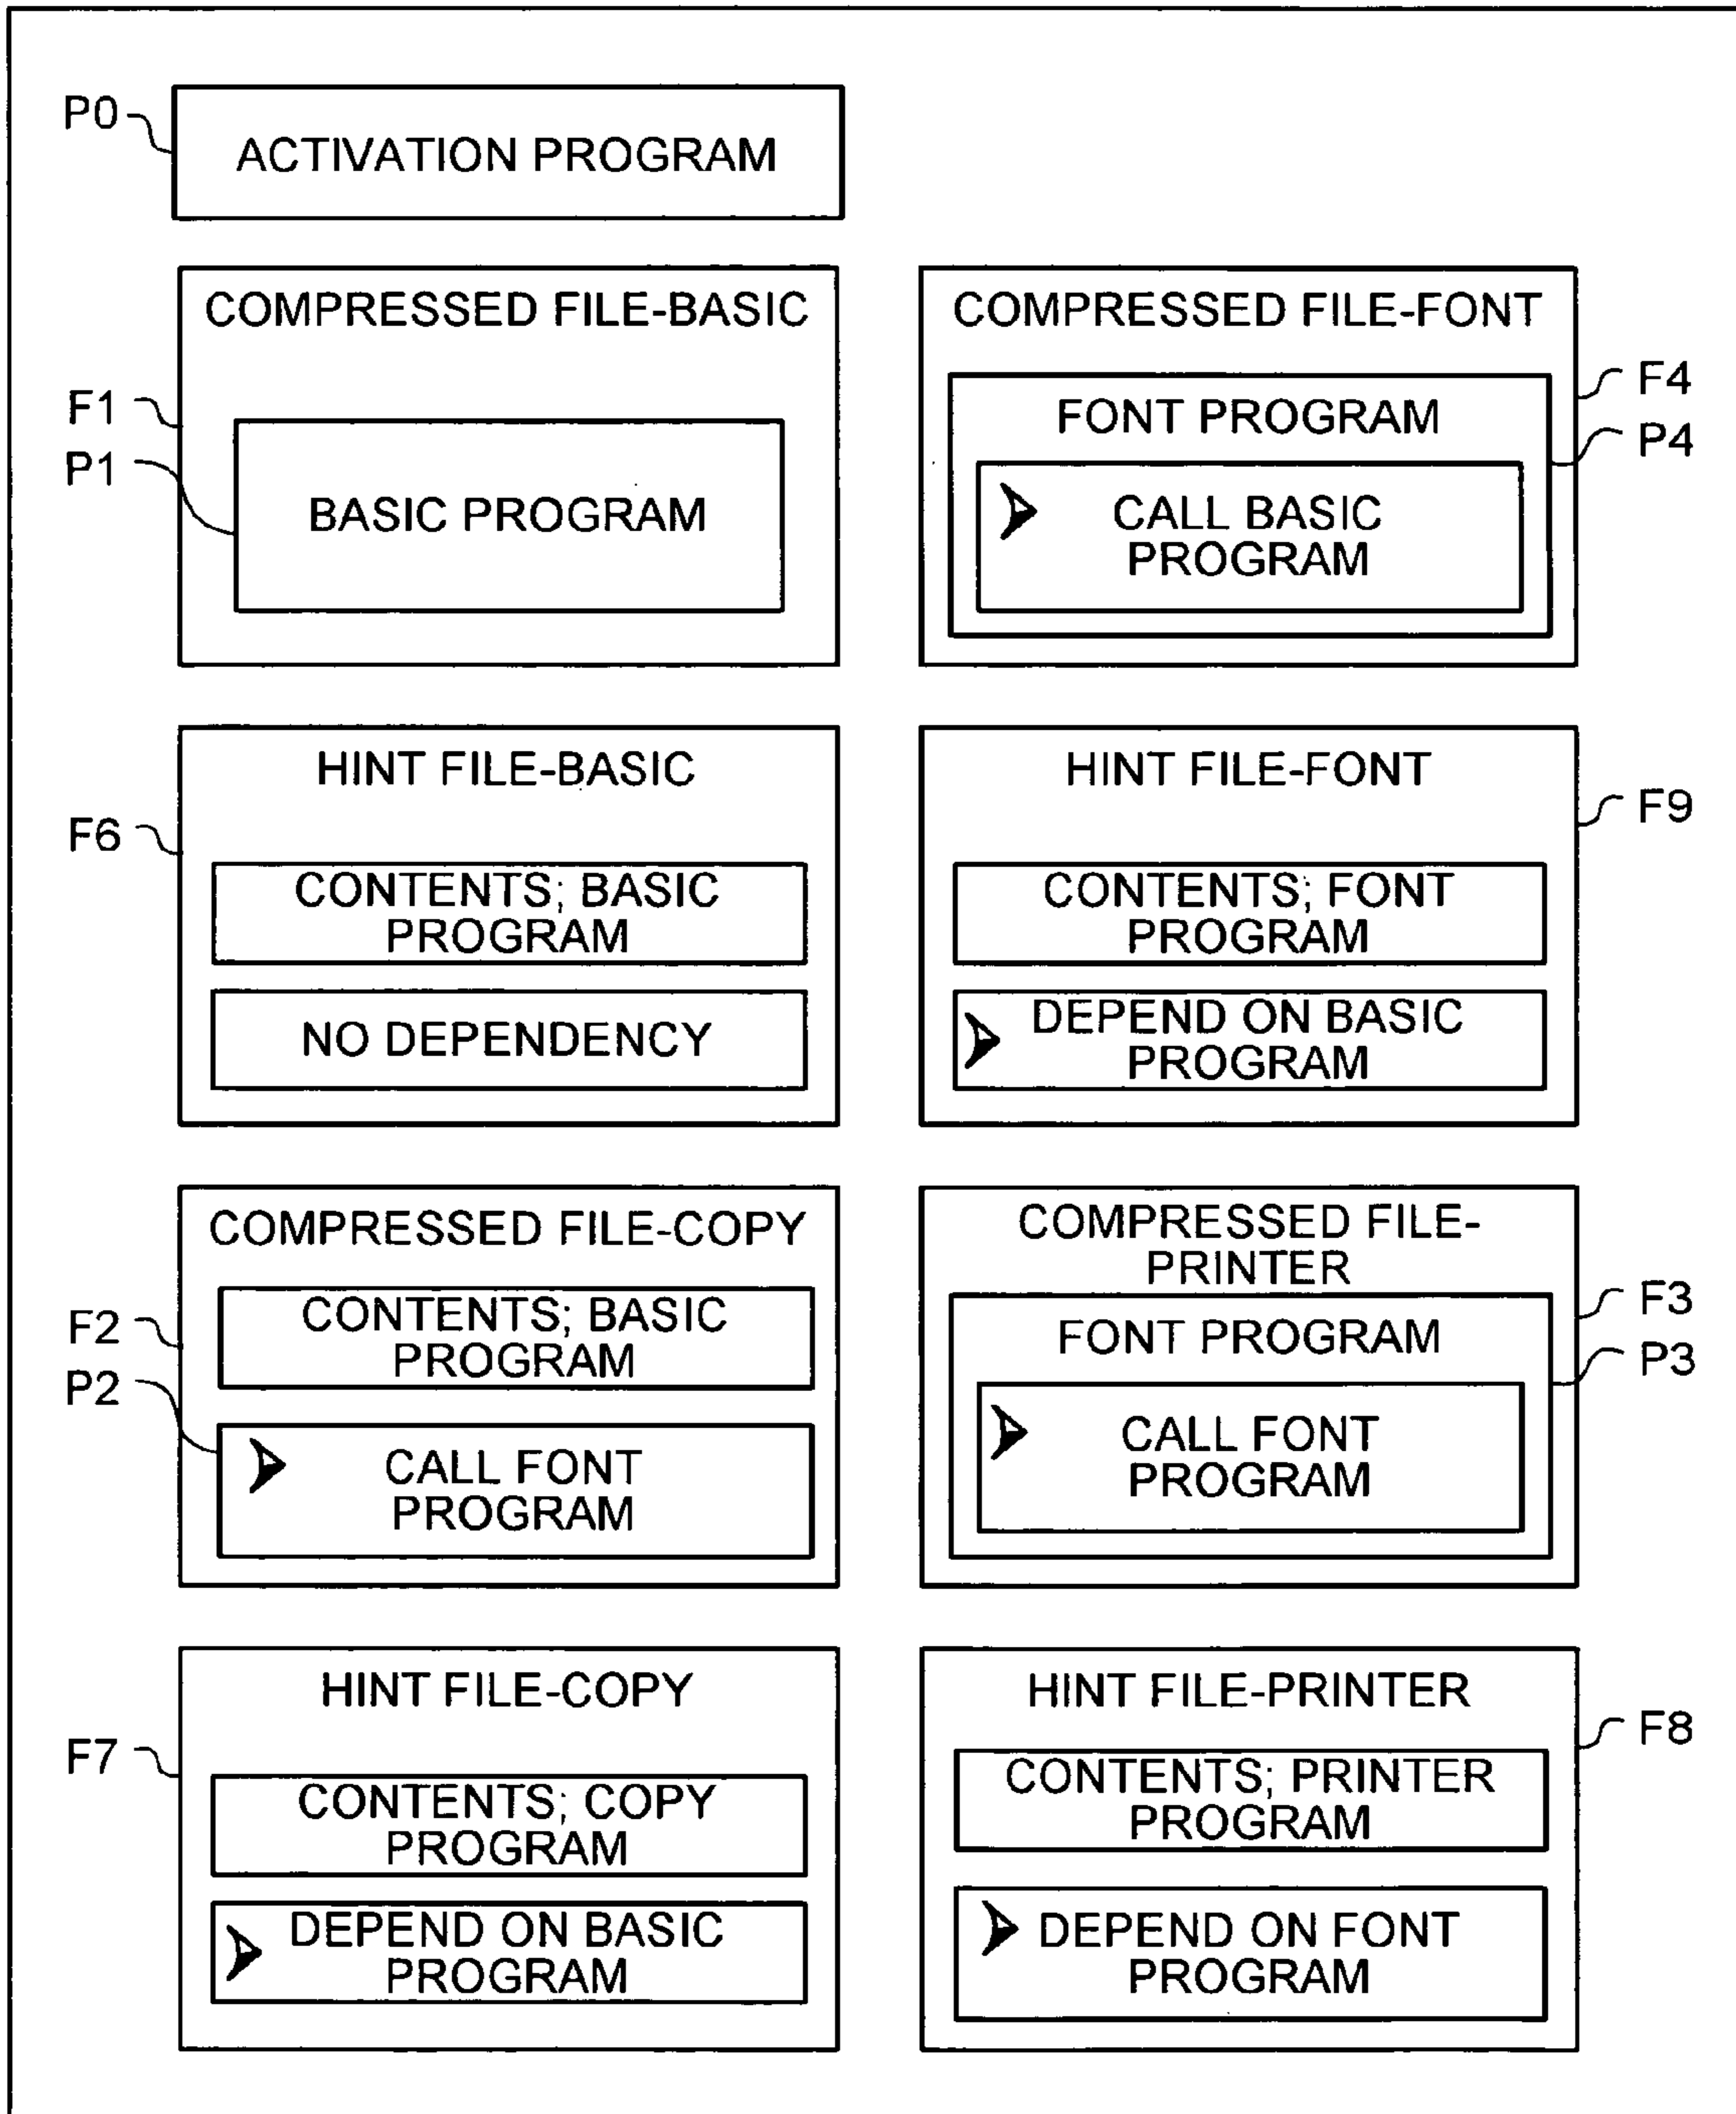 P0
ACTIVATION PROGRAM
COMPRESSED FILE-BASIC
F1
P1
BASIC PROGRAM
COMPRESSED FILE-FONT
F4
FONT PROGRAM
P4
CALL BASIC
PROGRAM
HINT FILE-BASIC
F6
CONTENTS; BASIC
PROGRAM
NO DEPENDENCY
HINT FILE-FONT
F9
CONTENTS; FONT
PROGRAM
DEPEND ON BASIC
PROGRAM
COMPRESSED FILE-COPY
F2
CONTENTS; BASIC
PROGRAM
P2
CALL FONT
PROGRAM
COMPRESSED FILE-
PRINTER
F3
FONT PROGRAM
P3
CALL FONT
PROGRAM
HINT FILE-COPY
F7
CONTENTS; COPY
PROGRAM
DEPEND ON BASIC
PROGRAM
HINT FILE-PRINTER
F8
CONTENTS; PRINTER
PROGRAM
DEPEND ON FONT
PROGRAM